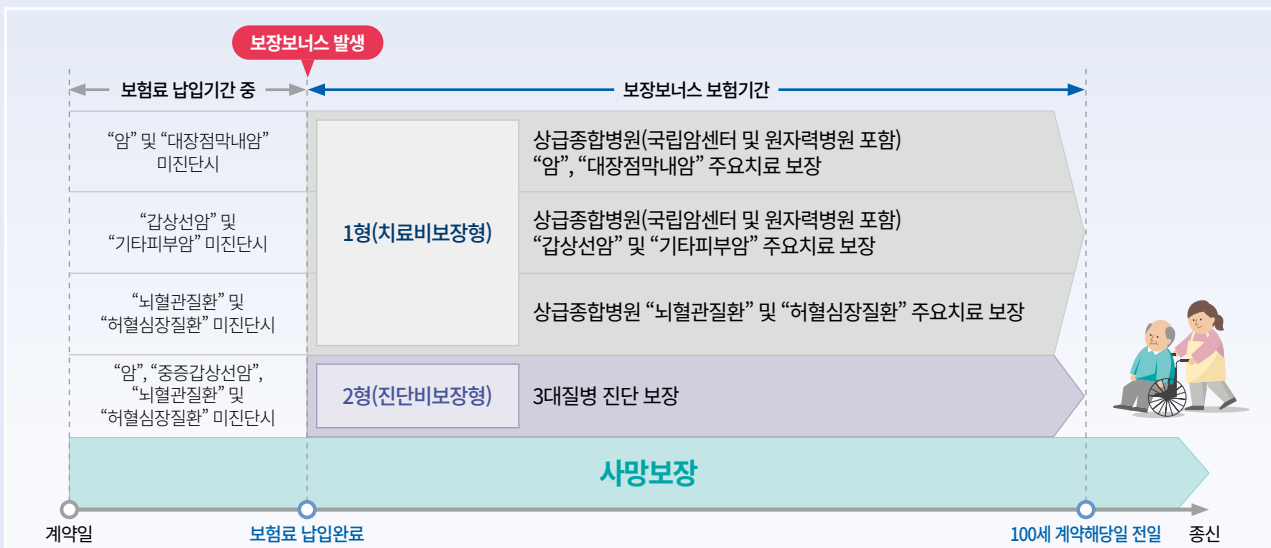 보장보너스 발생
보험료 납입기간 중
보장보너스 보험기간
“암” 및 “대장점막내암”
미진단시
1형(치료비보장형)
상급종합병원(국립암센터 및 원자력병원 포함)
“암”, “대장점막내암” 주요치료 보장
“갑상선암” 및
“기타피부암” 미진단시
상급종합병원(국립암센터 및 원자력병원 포함)
“갑상선암” 및 “기타피부암” 주요치료 보장
“뇌혈관질환” 및
“허혈심장질환” 미진단시
상급종합병원 “뇌혈관질환” 및 “허혈심장질환” 주요치료 보장
“암”, “중증갑상선암”,
“뇌혈관질환” 및
“허혈심장질환” 미진단시
2형(진단비보장형)
3대질병 진단 보장
사망보장
계약일
보험료 납입완료
100세 계약해당일 전일
종신